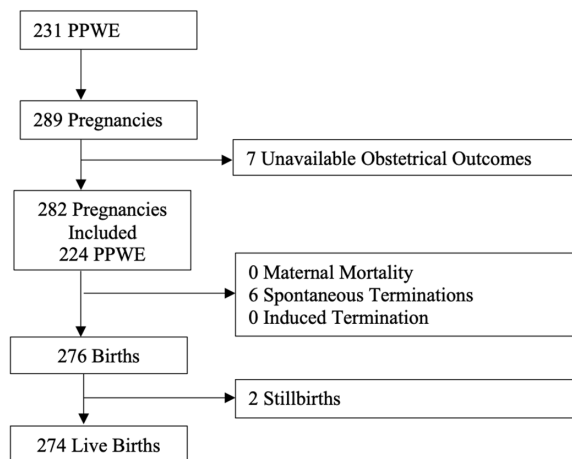 231 PPWE
289 Pregnancies
7 Unavailable Obstetrical Outcomes
282 Pregnancies
Included
224 PPWE
0 Maternal Mortality
6 Spontaneous Terminations
0 Induced Termination
276 Births
2 Stillbirths
274 Live Births